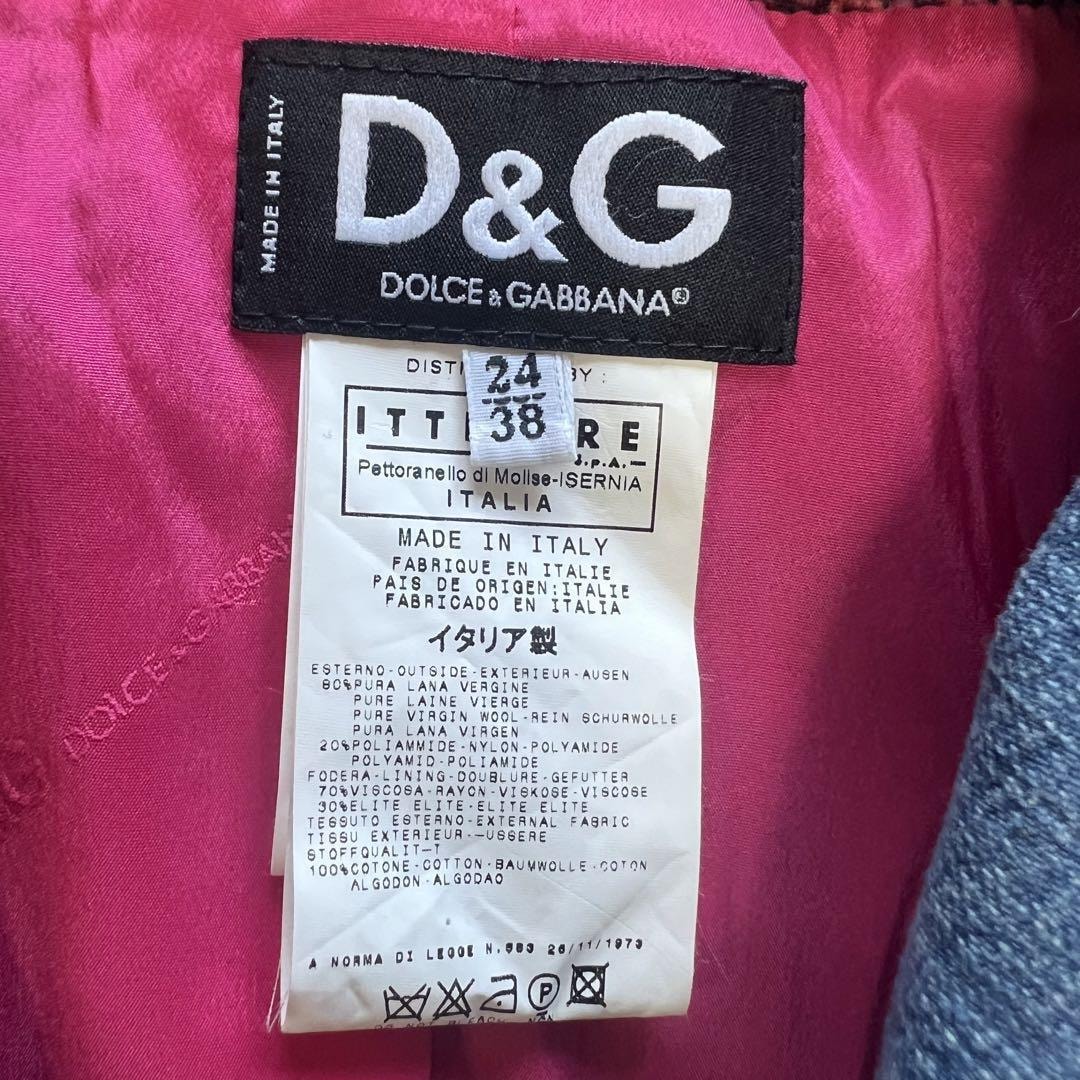 MADE IN ITALY
D&G
DOLCE & GABBANA®
24
38
BY :
S.p.A.
Pettoranello di Molise-ISERNIA
ITALIA
MADE IN ITALY
FABRIQUE EN ITALIE
PAIS DE ORIGEN:ITALIE
FABRICADO EN ITALIA
イタリア製
ESTERNO-OUTSIDE-EXTERIEUR-AUSEN
80%PURA LANA VERGINE
PURE LAINE VIERGE
PURE VIRGIN WOOL-REIN SCHURWOLLE
PURA LANA VIRGEN
20%POLIAMMIDE-NYLON-POLYAMIDE
POLYAMID-POLIAMIDE
FODERA-LINING-DOUBLURE-GEFUTTER
70%VISCOSA-RAYON-VISKOSE-VISCOSE
30%ELITE ELITE-ELITE ELITE
TESSUTO ESTERNO-EXTERNAL FABRIC
TISSU EXTERIEUR--USSERE
STOFFQUALIT-T
100%COTONE-COTTON-BAUMWOLLE-COTON
ALGODON-ALGODAO
A NORMA DI LEGGE N.883 26/11/1973
P
DO NOT BLEACH
DOLCE & GABBAN